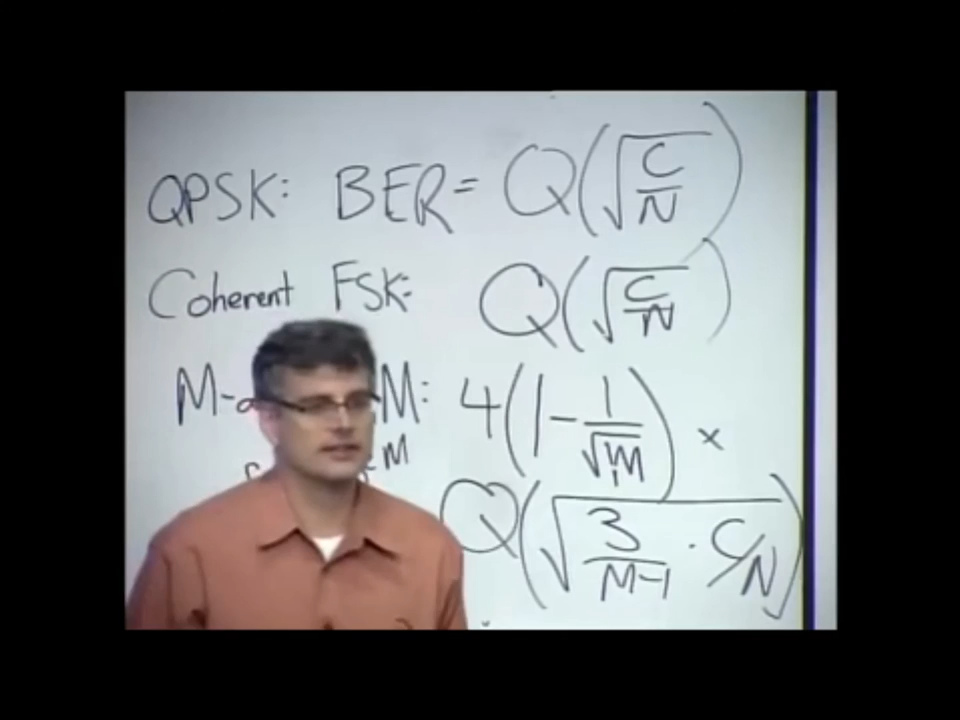 QPSK: BER = Q(√(C/N))
Coherent FSK: Q(√(C/N))
M- M: 4(1 - 1/√M) ×
M
Q(√(3/(M-1) · C/N))